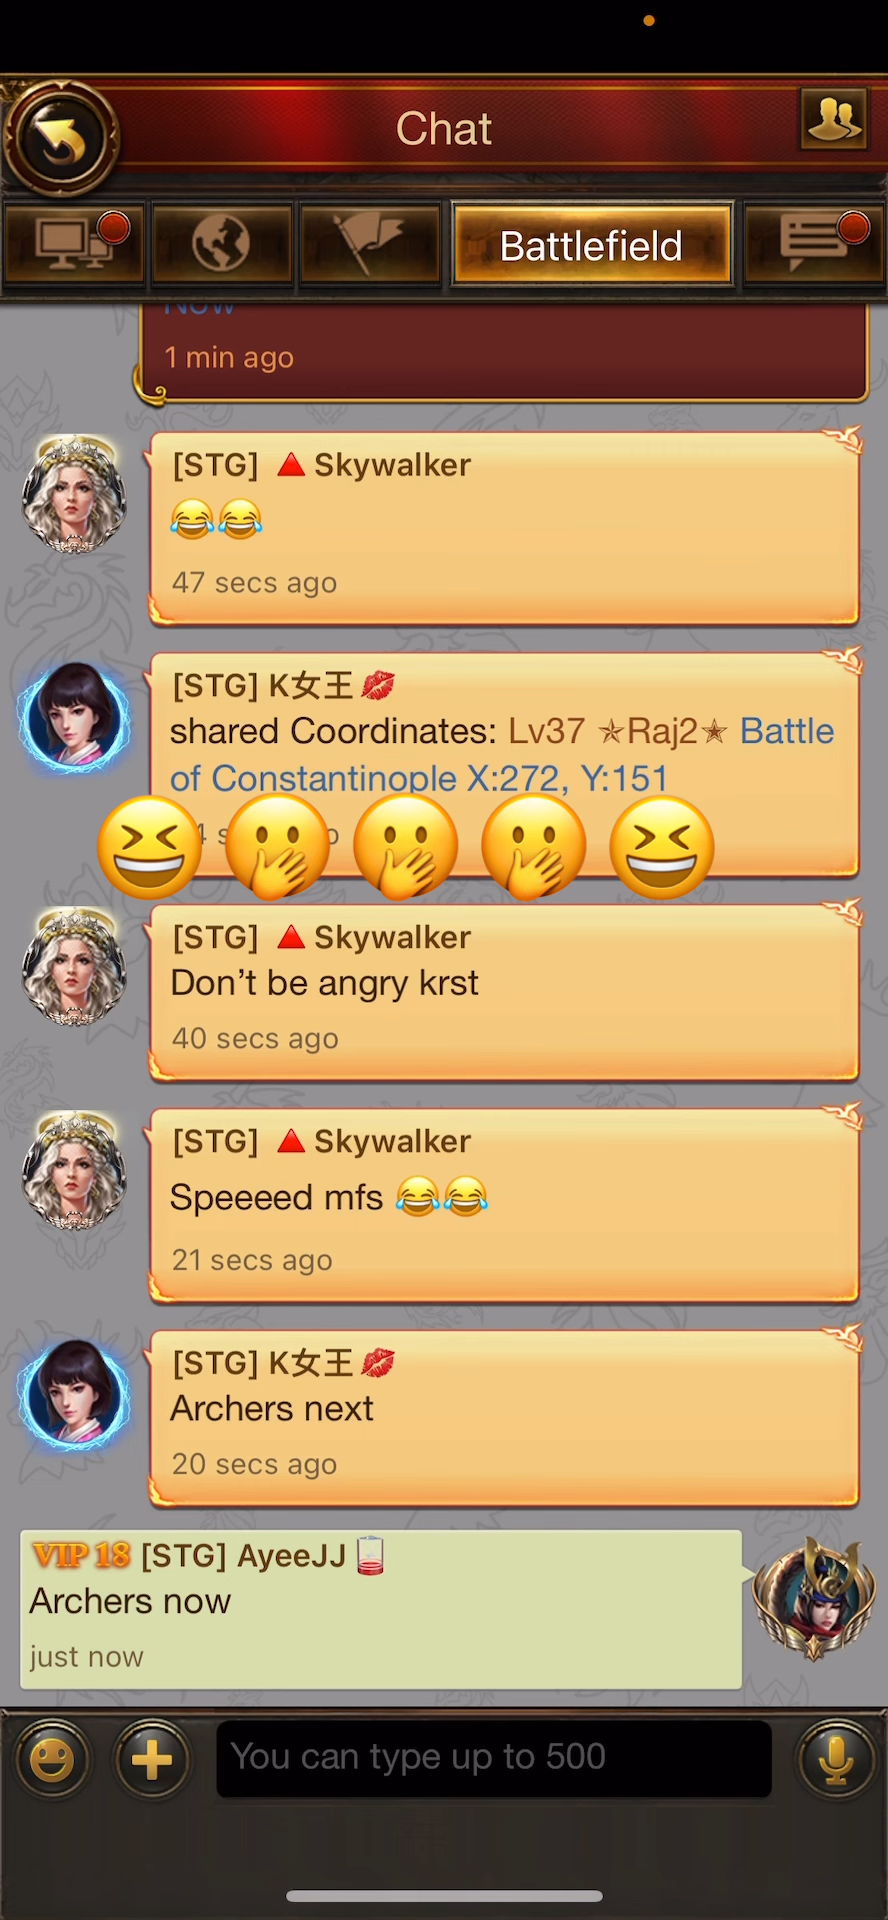 Chat
Battlefield
Now
1 min ago
[STG] 🔺Skywalker
😂😂
47 secs ago
[STG] K女王💋
shared Coordinates: Lv37 ✯Raj2★ Battle
of Constantinople X:272, Y:151
[STG] 🔺Skywalker
Don’t be angry krst
40 secs ago
[STG] 🔺Skywalker
Speeeed mfs 😂😂
21 secs ago
[STG] K女王💋
Archers next
20 secs ago
VIP 18 [STG] AyeeJJ
Archers now
just now
You can type up to 500